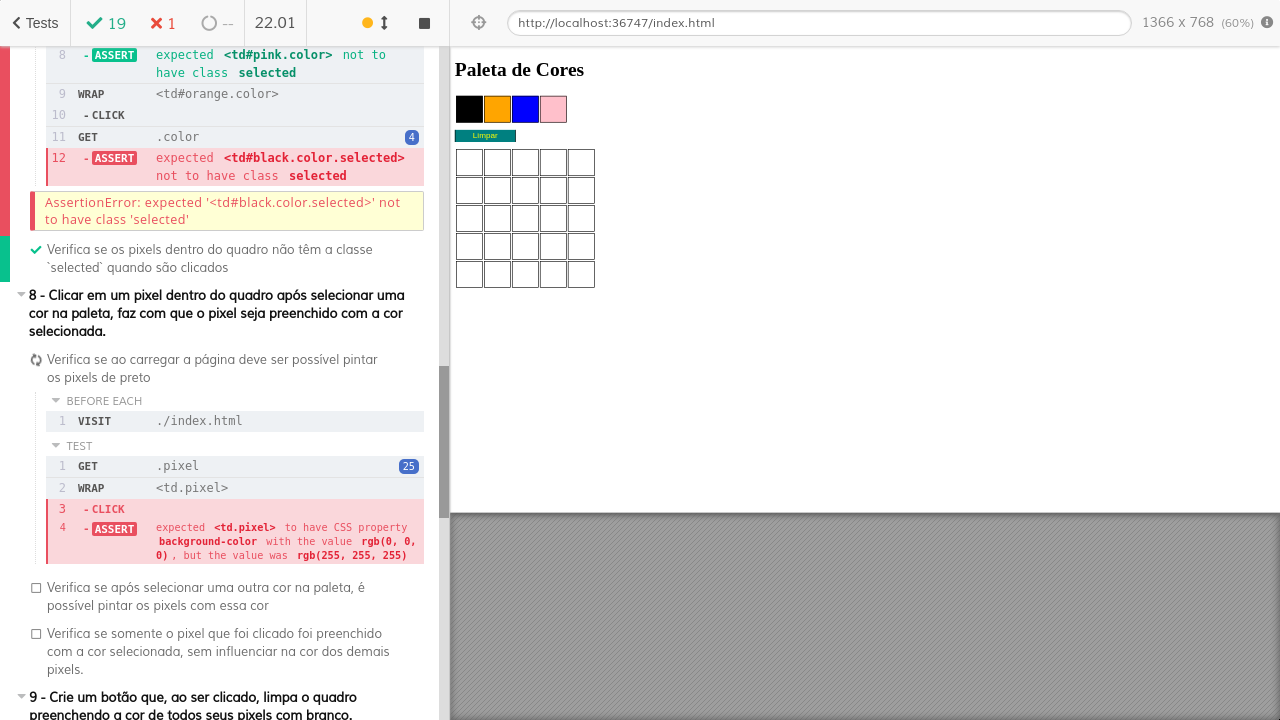 Tests 19 1 -- 22.01
http://localhost:36747/index.html 1366 x 768 (60%)
8 - ASSERT expected <td#pink.color> not to
have class selected
9 WRAP <td#orange.color>
10 - CLICK
11 GET .color 4
12 - ASSERT expected <td#black.color.selected>
not to have class selected
AssertionError: expected '<td#black.color.selected>' not
to have class 'selected'
Verifica se os pixels dentro do quadro não têm a classe
`selected` quando são clicados
8 - Clicar em um pixel dentro do quadro após selecionar uma
cor na paleta, faz com que o pixel seja preenchido com a cor
selecionada.
Verifica se ao carregar a página deve ser possível pintar
os pixels de preto
BEFORE EACH
1 VISIT ./index.html
TEST
1 GET .pixel 25
2 WRAP <td.pixel>
3 - CLICK
4 - ASSERT expected <td.pixel> to have CSS property
background-color with the value rgb(0, 0,
0), but the value was rgb(255, 255, 255)
Verifica se após selecionar uma outra cor na paleta, é
possível pintar os pixels com essa cor
Verifica se somente o pixel que foi clicado foi preenchido
com a cor selecionada, sem influenciar na cor dos demais
pixels.
9 - Crie um botão que, ao ser clicado, limpa o quadro
preenchendo a cor de todos seus pixels com branco.
Paleta de Cores
Limpar